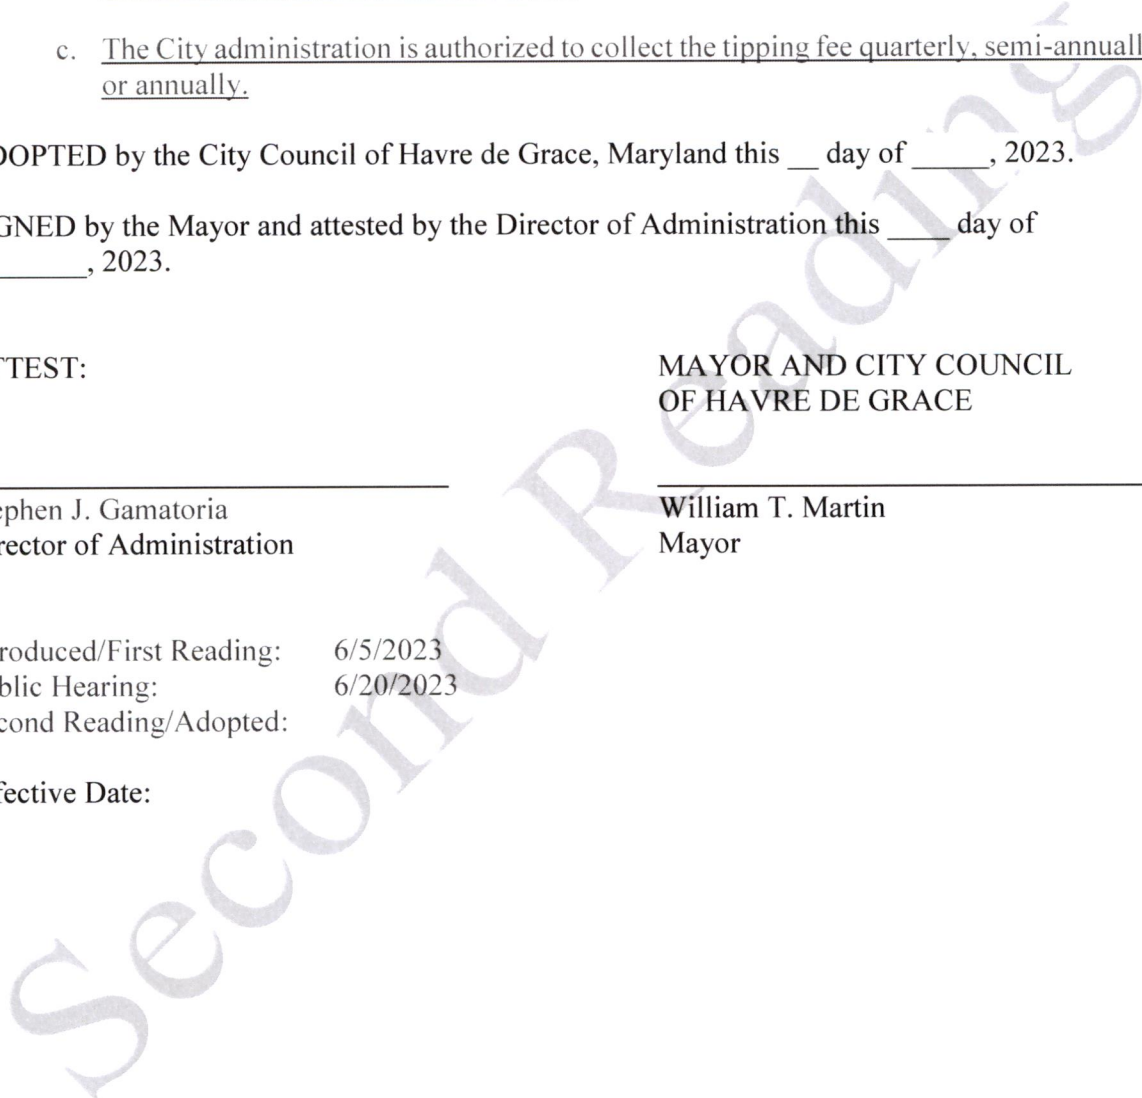 c. The City administration is authorized to collect the tipping fee quarterly, semi-annuall
or annually.
DOPTED by the City Council of Havre de Grace, Maryland this __ day of _____, 2023.
GNED by the Mayor and attested by the Director of Administration this ____ day of
_______, 2023.
TTEST:
MAYOR AND CITY COUNCIL
OF HAVRE DE GRACE
ephen J. Gamatoria
rector of Administration
William T. Martin
Mayor
roduced/First Reading: 6/5/2023
blic Hearing: 6/20/2023
cond Reading/Adopted:
fective Date:
Second Reading